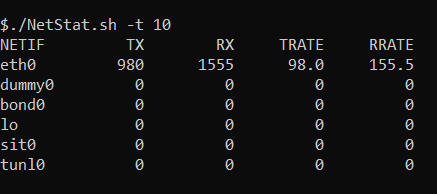 $./NetStat.sh -t 10
NETIF TX RX TRATE RRATE
eth0 980 1555 98.0 155.5
dummy0 0 0 0 0
bond0 0 0 0 0
lo 0 0 0 0
sit0 0 0 0 0
tunl0 0 0 0 0